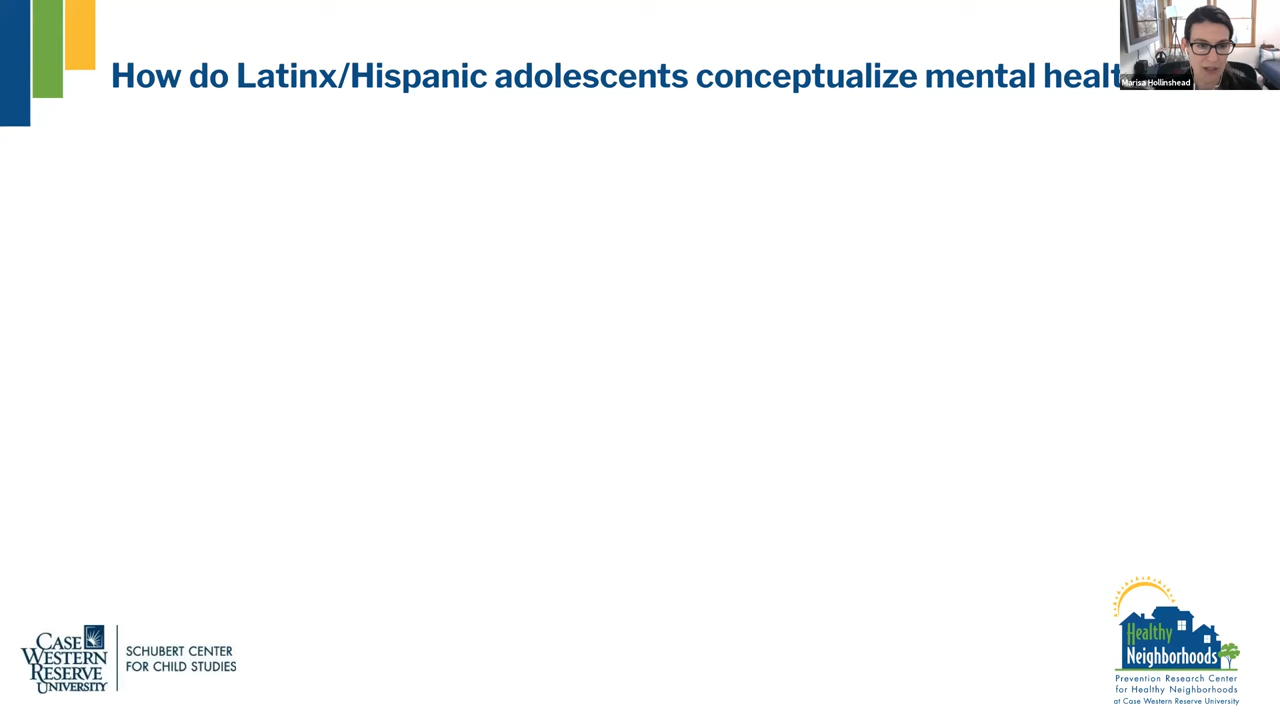 How do Latinx/Hispanic adolescents conceptualize mental healt
Marisa Hollinshead
CASE
WESTERN
RESERVE
UNIVERSITY
SCHUBERT CENTER
FOR CHILD STUDIES
Healthy
Neighborhoods
Prevention Research Center
for Healthy Neighborhoods
at Case Western Reserve University